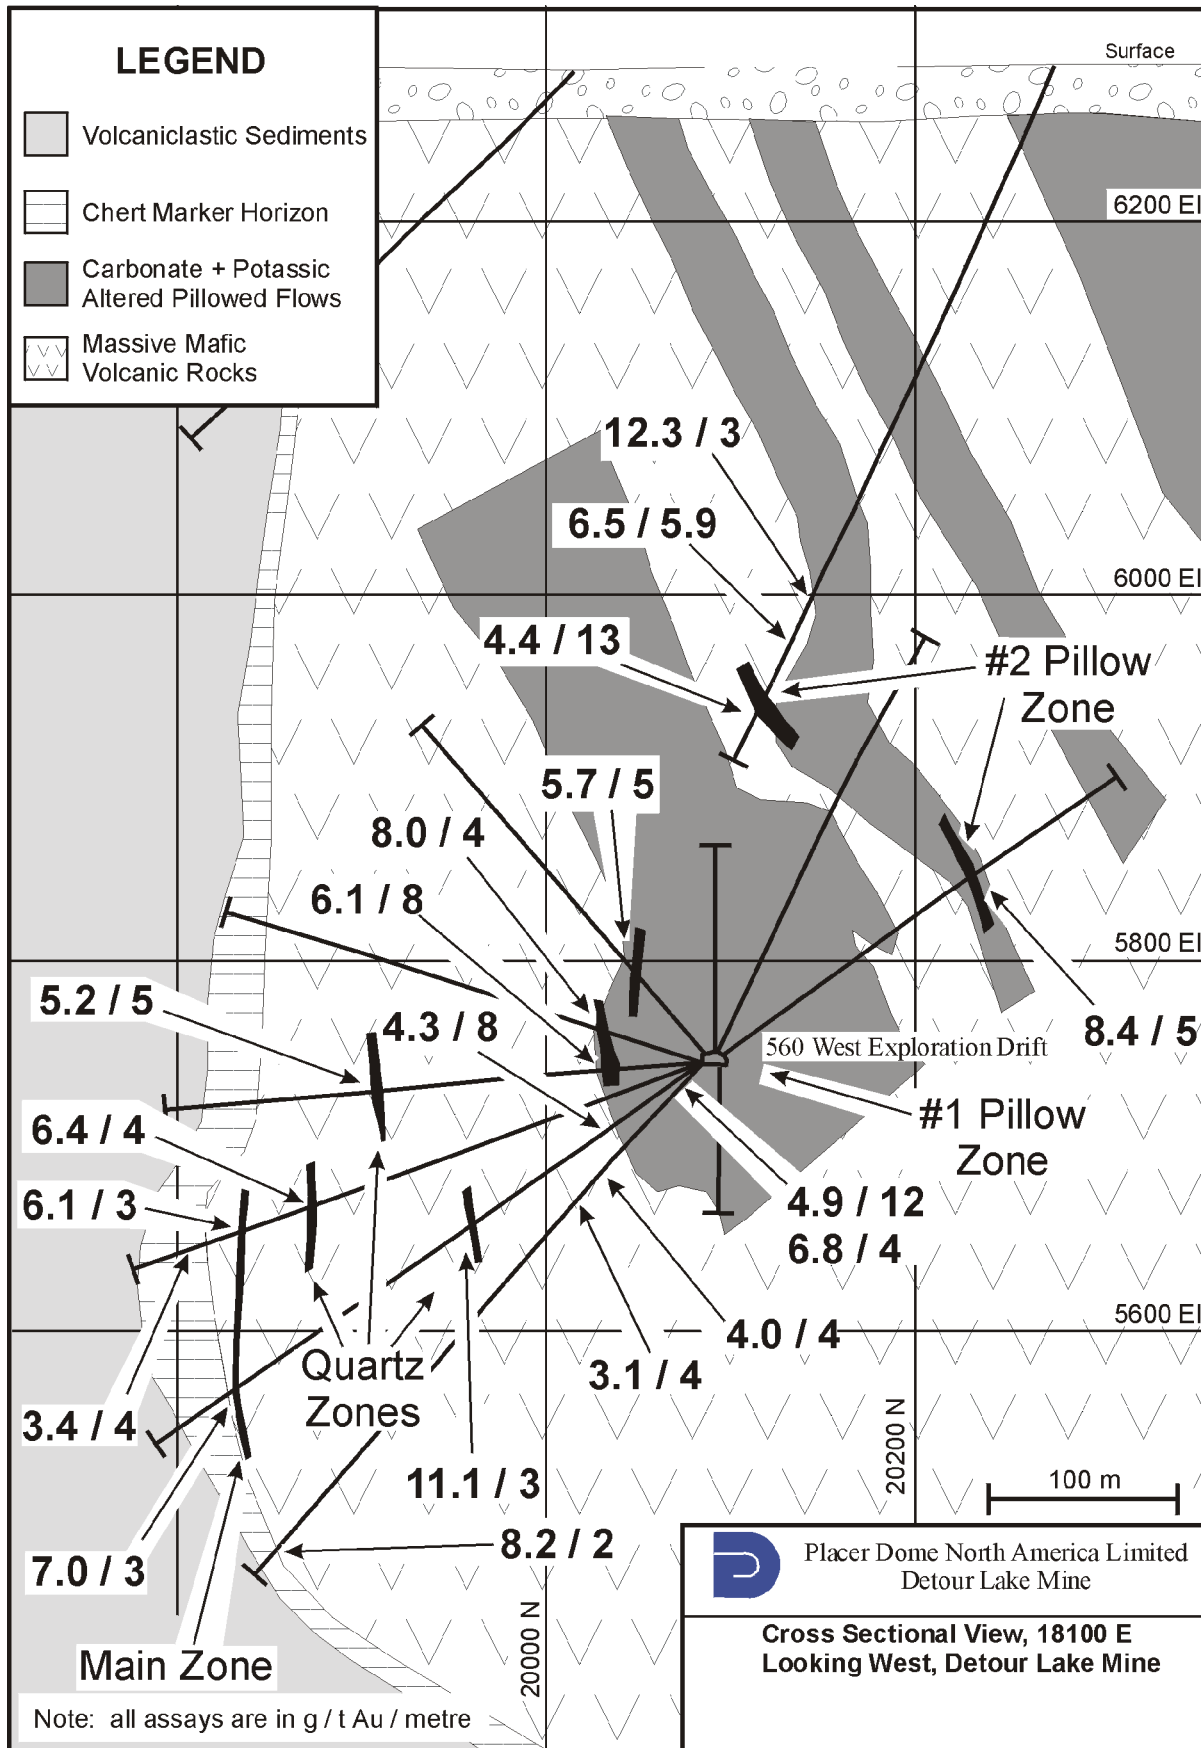 LEGEND
Volcaniclastic Sediments
Chert Marker Horizon
Carbonate + Potassic
Altered Pillowed Flows
Massive Mafic
Volcanic Rocks
Surface
6200 El
12.3 / 3
6.5 / 5.9
6000 El
4.4 / 13
#2 Pillow
Zone
5.7 / 5
8.0 / 4
6.1 / 8
5800 El
5.2 / 5
4.3 / 8
8.4 / 5
560 West Exploration Drift
#1 Pillow
Zone
6.4 / 4
6.1 / 3
4.9 / 12
6.8 / 4
5600 El
4.0 / 4
3.1 / 4
Quartz
Zones
3.4 / 4
11.1 / 3
20200 N
100 m
8.2 / 2
7.0 / 3
20000 N
Main Zone
Note: all assays are in g / t Au / metre
Placer Dome North America Limited
Detour Lake Mine
Cross Sectional View, 18100 E
Looking West, Detour Lake Mine